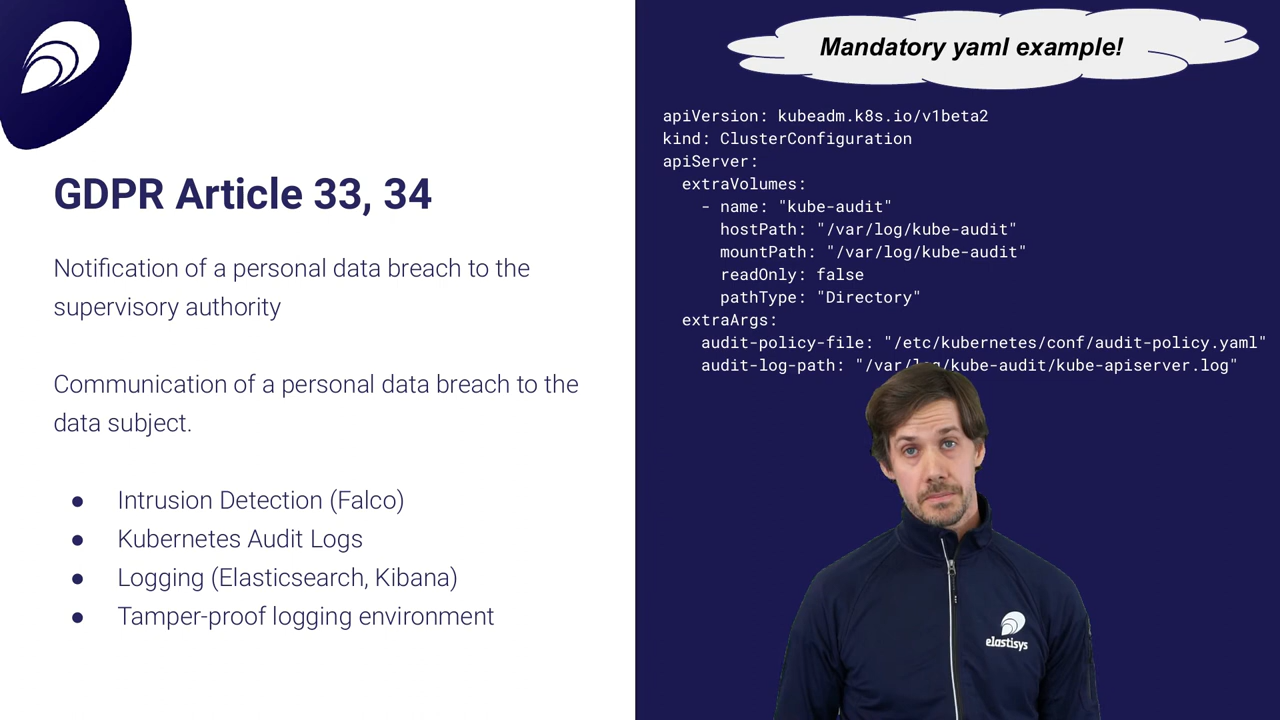 GDPR Article 33, 34
Notification of a personal data breach to the
supervisory authority
Communication of a personal data breach to the
data subject.
● Intrusion Detection (Falco)
● Kubernetes Audit Logs
● Logging (Elasticsearch, Kibana)
● Tamper-proof logging environment
Mandatory yaml example!
apiVersion: kubeadm.k8s.io/v1beta2
kind: ClusterConfiguration
apiServer:
  extraVolumes:
    - name: "kube-audit"
      hostPath: "/var/log/kube-audit"
      mountPath: "/var/log/kube-audit"
      readOnly: false
      pathType: "Directory"
  extraArgs:
    audit-policy-file: "/etc/kubernetes/conf/audit-policy.yaml"
    audit-log-path: "/var/log/kube-audit/kube-apiserver.log"
elastisys